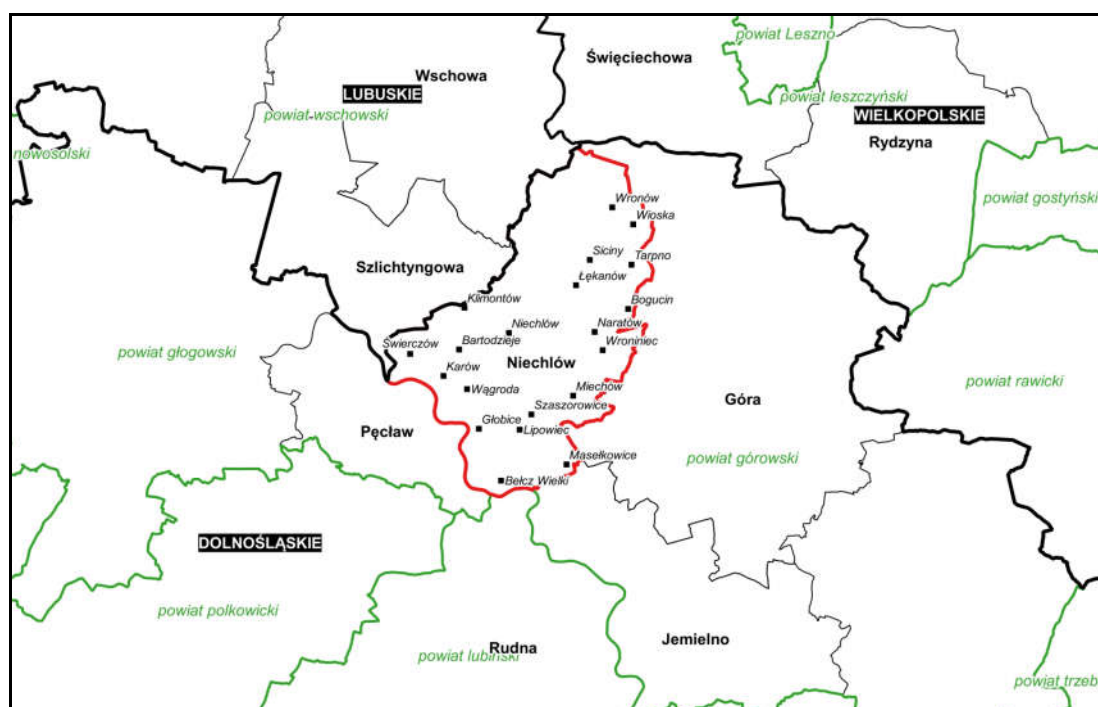 powiat Leszno
Święciechowa
Wschowa
LUBUSKIE
powiat leszczyński
powiat wschowski
WIELKOPOLSKIE
Rydzyna
nowosolski
powiat gostyński
Wronów
Wioska
Siciny
Tarpno
Szlichtyngowa
Łękanów
Klimontów
Bogucin
Niechlów
Naratów
Świerczów
Bartodzieje
Wroniniec
powiat głogowski
Niechlów
Karów
powiat rawicki
Wągroda
Miechów
Góra
Szaszorowice
Głobice
Lipowiec
Pęcław
Masełkowice
powiat górowski
Bełcz Wielki
DOLNOŚLĄSKIE
powiat polkowicki
Rudna
Jemielno
powiat lubiński
powiat trzeb